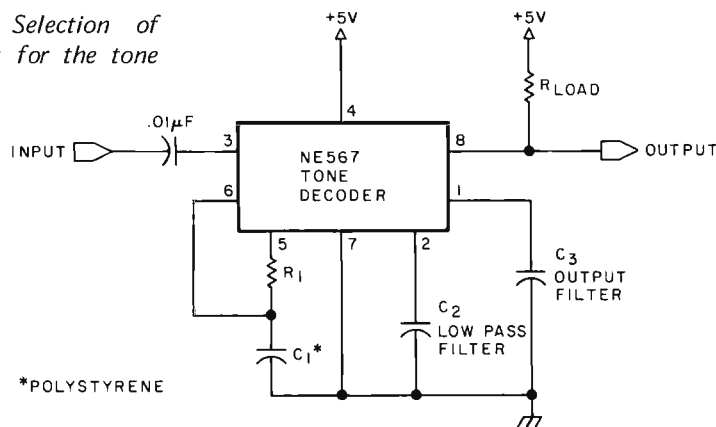 Selection of
for the tone
+5V
+5V
RLOAD
.01µF
4
INPUT
3
8
OUTPUT
NE567
TONE
DECODER
6
1
5
7
2
R1
C3
OUTPUT
FILTER
C2
LOW PASS
FILTER
C1*
*POLYSTYRENE